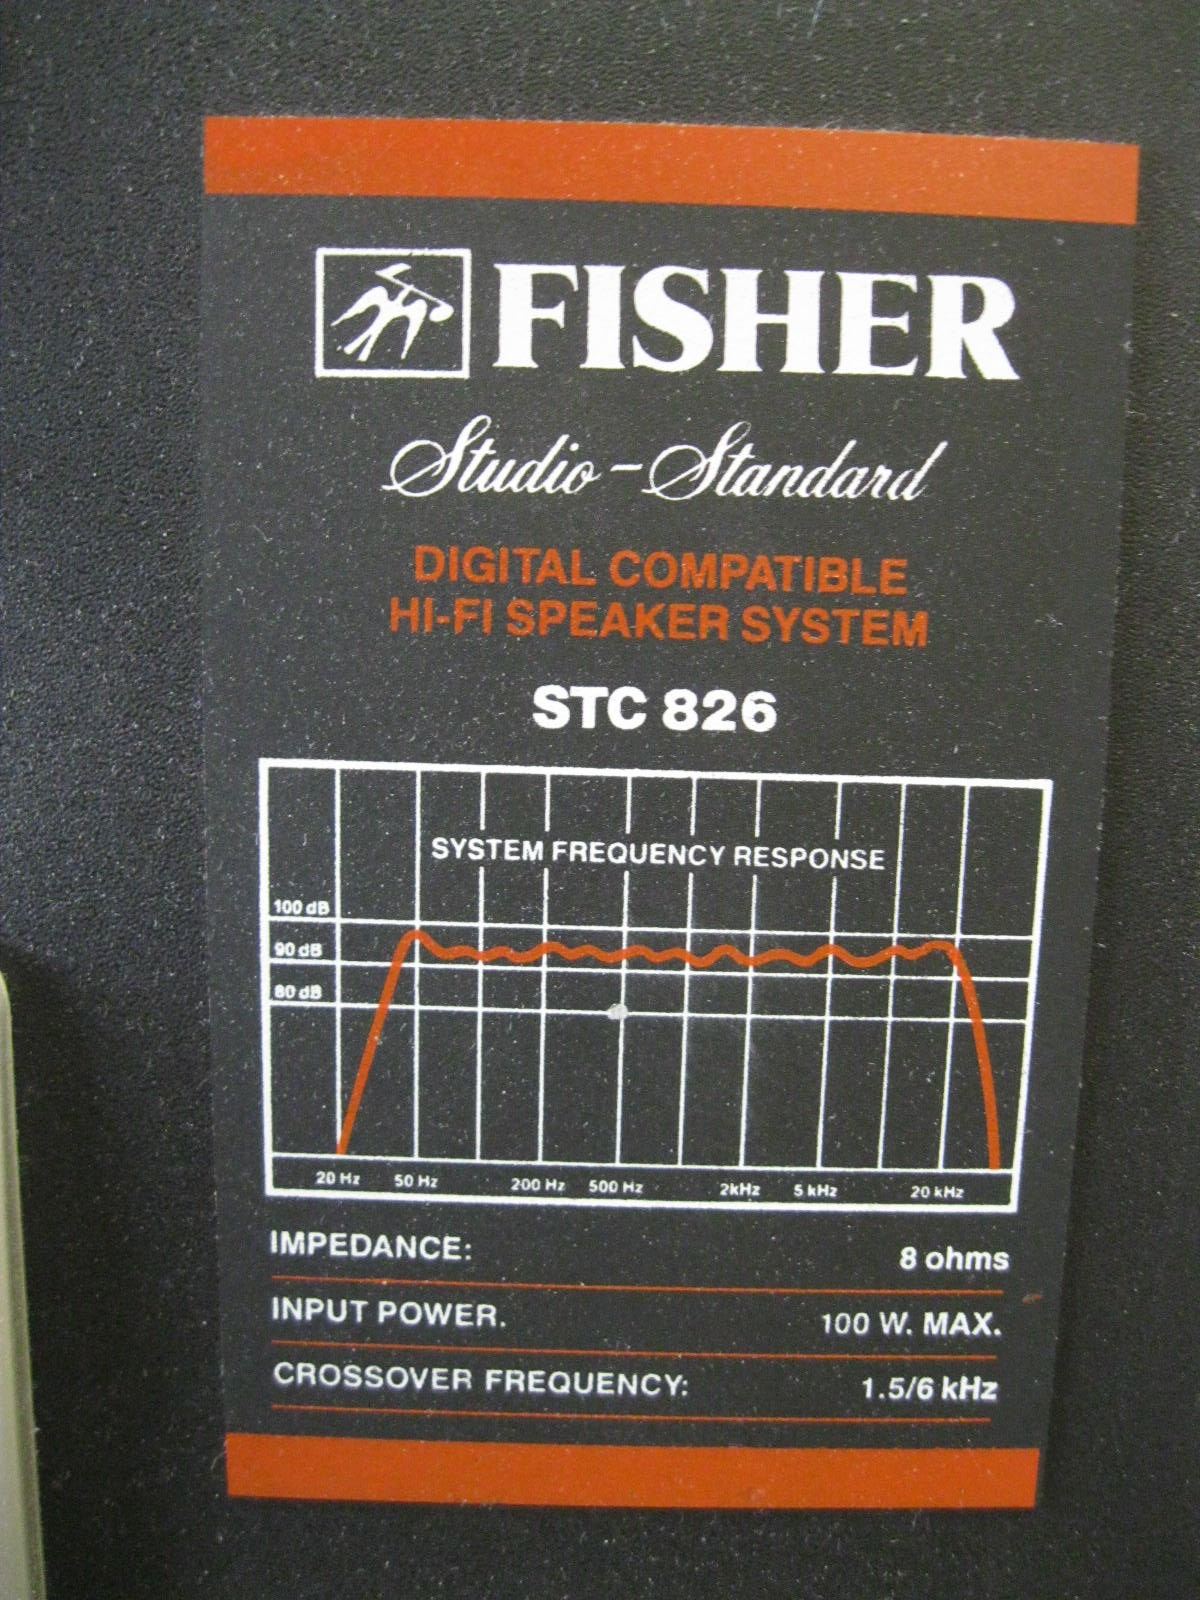 FISHER
Studio-Standard
DIGITAL COMPATIBLE
HI-FI SPEAKER SYSTEM
STC 826
SYSTEM FREQUENCY RESPONSE
100 dB
90 dB
80 dB
20 Hz 50 Hz 200 Hz 500 Hz 2kHz 5 kHz 20 kHz
IMPEDANCE: 8 ohms
INPUT POWER. 100 W. MAX.
CROSSOVER FREQUENCY: 1.5/6 kHz